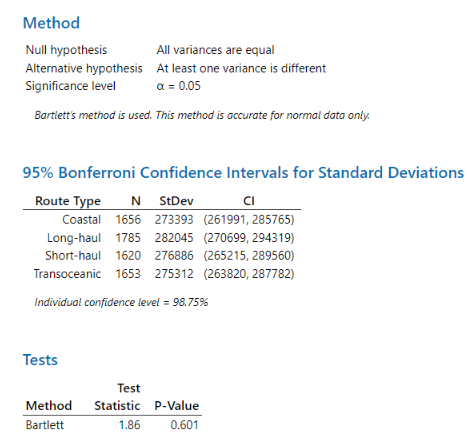 Method
Null hypothesis All variances are equal
Alternative hypothesis At least one variance is different
Significance level α = 0.05
Bartlett's method is used. This method is accurate for normal data only.
95% Bonferroni Confidence Intervals for Standard Deviations
Route Type N StDev CI
Coastal 1656 273393 (261991, 285765)
Long-haul 1785 282045 (270699, 294319)
Short-haul 1620 276886 (265215, 289560)
Transoceanic 1653 275312 (263820, 287782)
Individual confidence level = 98.75%
Tests
Test
Method Statistic P-Value
Bartlett 1.86 0.601